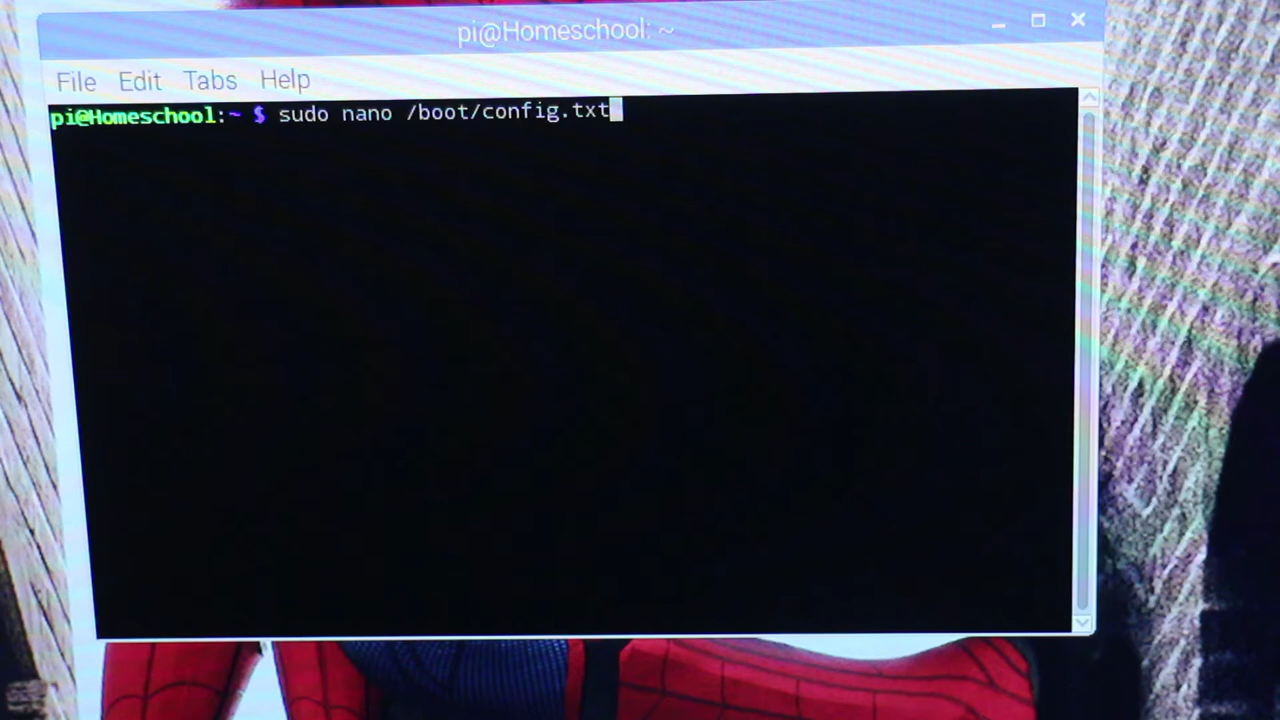 pi@Homeschool: ~
File Edit Tabs Help
pi@Homeschool:~ $ sudo nano /boot/config.txt